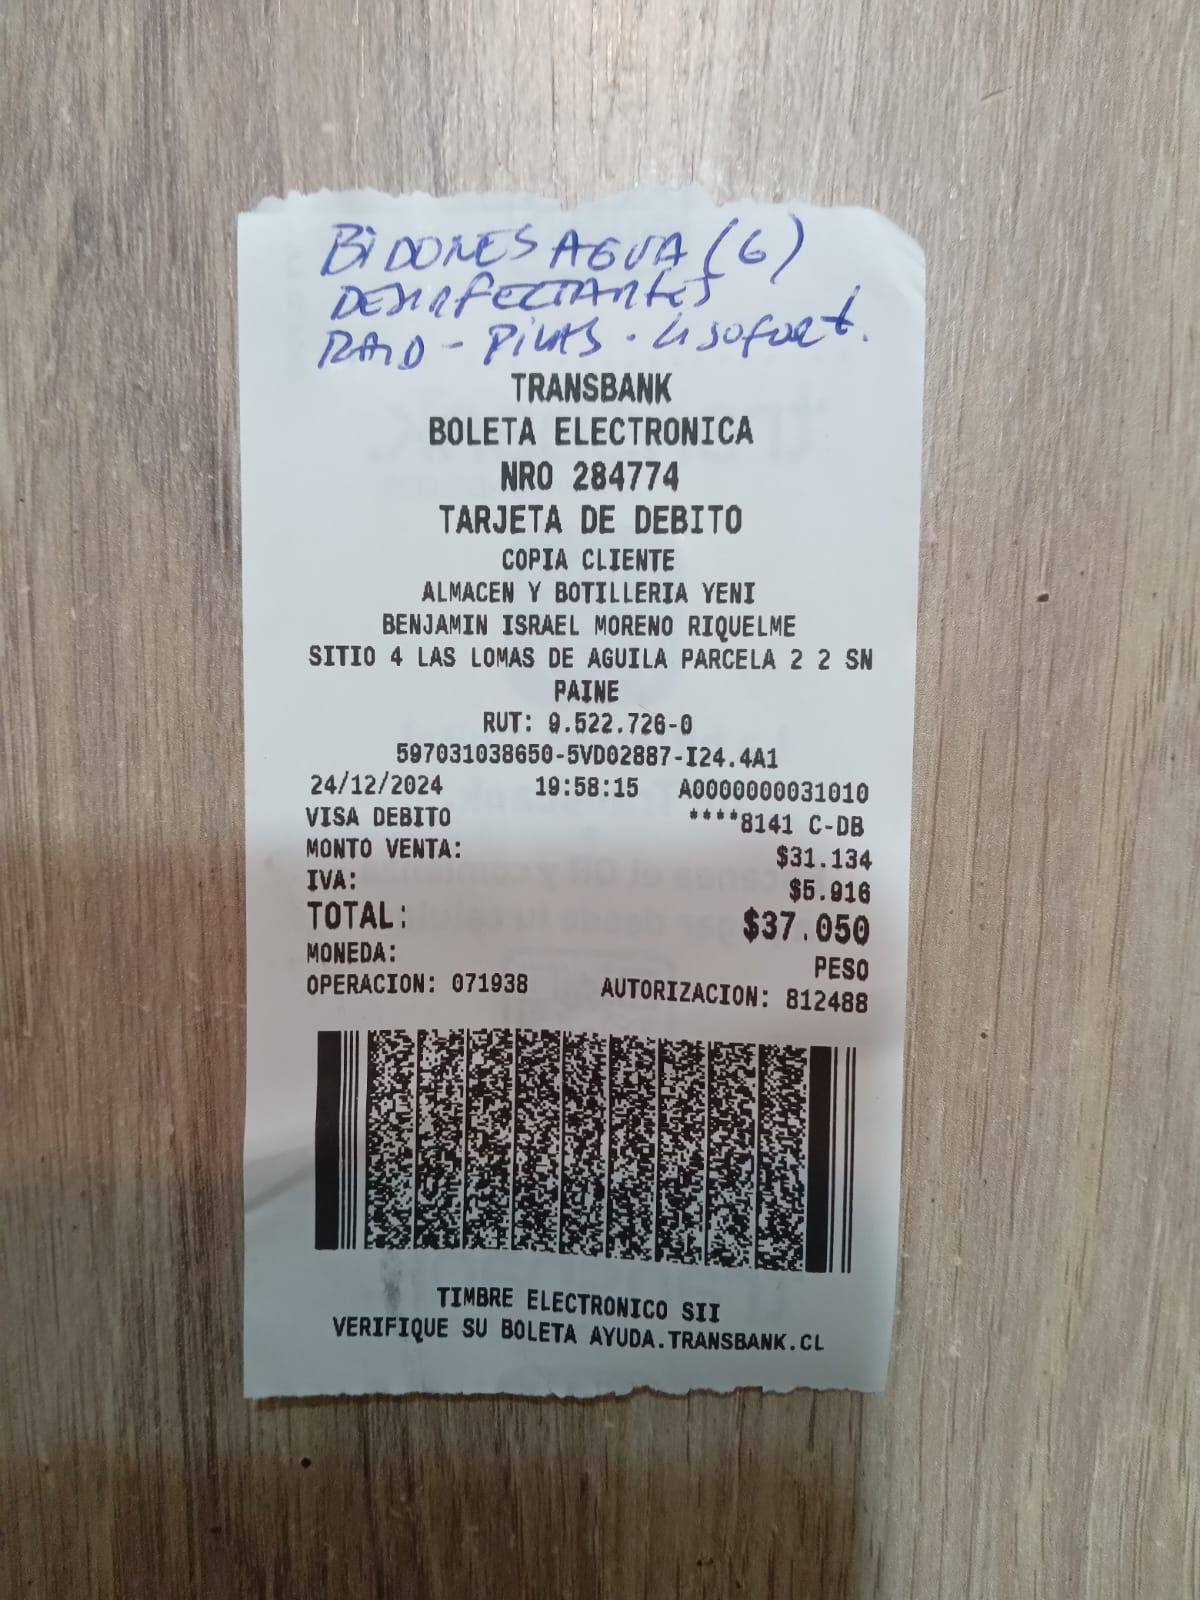 BIDONES AGUA (6)
DESINFECTANTES
RAID - PILAS - Lisofort.
TRANSBANK
BOLETA ELECTRONICA
NRO 284774
TARJETA DE DEBITO
COPIA CLIENTE
ALMACEN Y BOTILLERIA YENI
BENJAMIN ISRAEL MORENO RIQUELME
SITIO 4 LAS LOMAS DE AGUILA PARCELA 2 2 SN
PAINE
RUT: 9.522.726-0
597031038650-5VD02887-I24.4A1
24/12/2024 19:58:15 A0000000031010
VISA DEBITO ****8141 C-DB
MONTO VENTA: $31.134
IVA: $5.916
TOTAL: $37.050
MONEDA: PESO
OPERACION: 071938 AUTORIZACION: 812488
TIMBRE ELECTRONICO SII
VERIFIQUE SU BOLETA AYUDA.TRANSBANK.CL